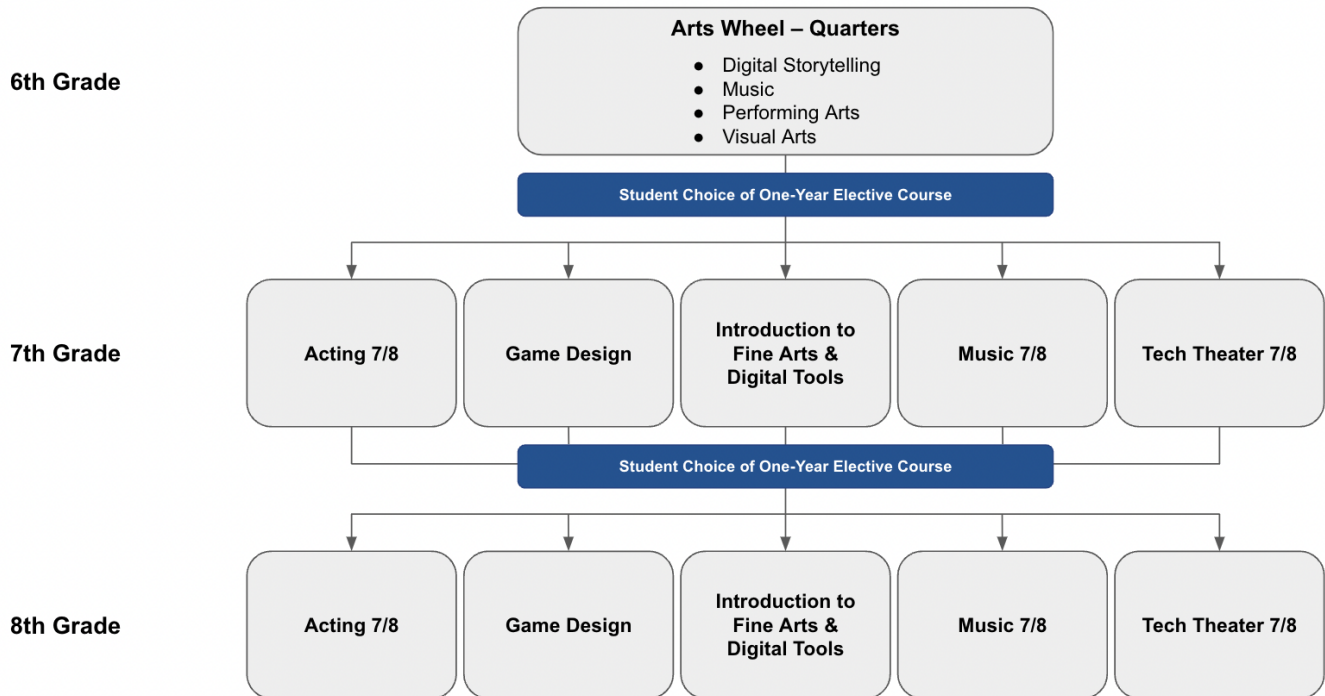 Arts Wheel – Quarters
● Digital Storytelling
● Music
● Performing Arts
● Visual Arts
6th Grade
Student Choice of One-Year Elective Course
7th Grade
Acting 7/8
Game Design
Introduction to
Fine Arts &
Digital Tools
Music 7/8
Tech Theater 7/8
Student Choice of One-Year Elective Course
8th Grade
Acting 7/8
Game Design
Introduction to
Fine Arts &
Digital Tools
Music 7/8
Tech Theater 7/8